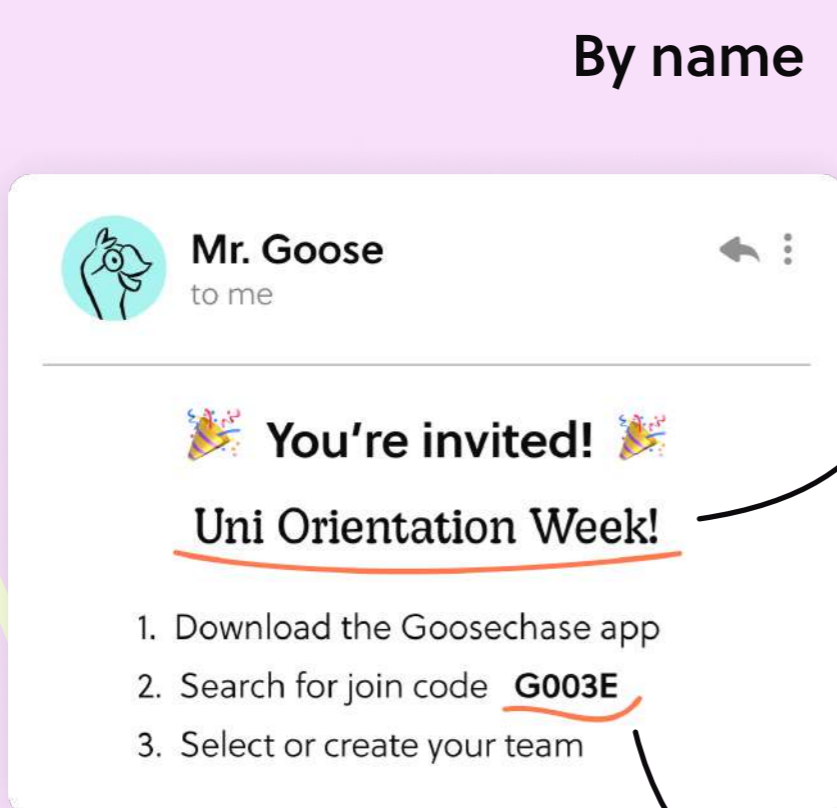 By name
Mr. Goose
to me
You're invited!
Uni Orientation Week!
1. Download the Goosechase app
2. Search for join code G003E
3. Select or create your team